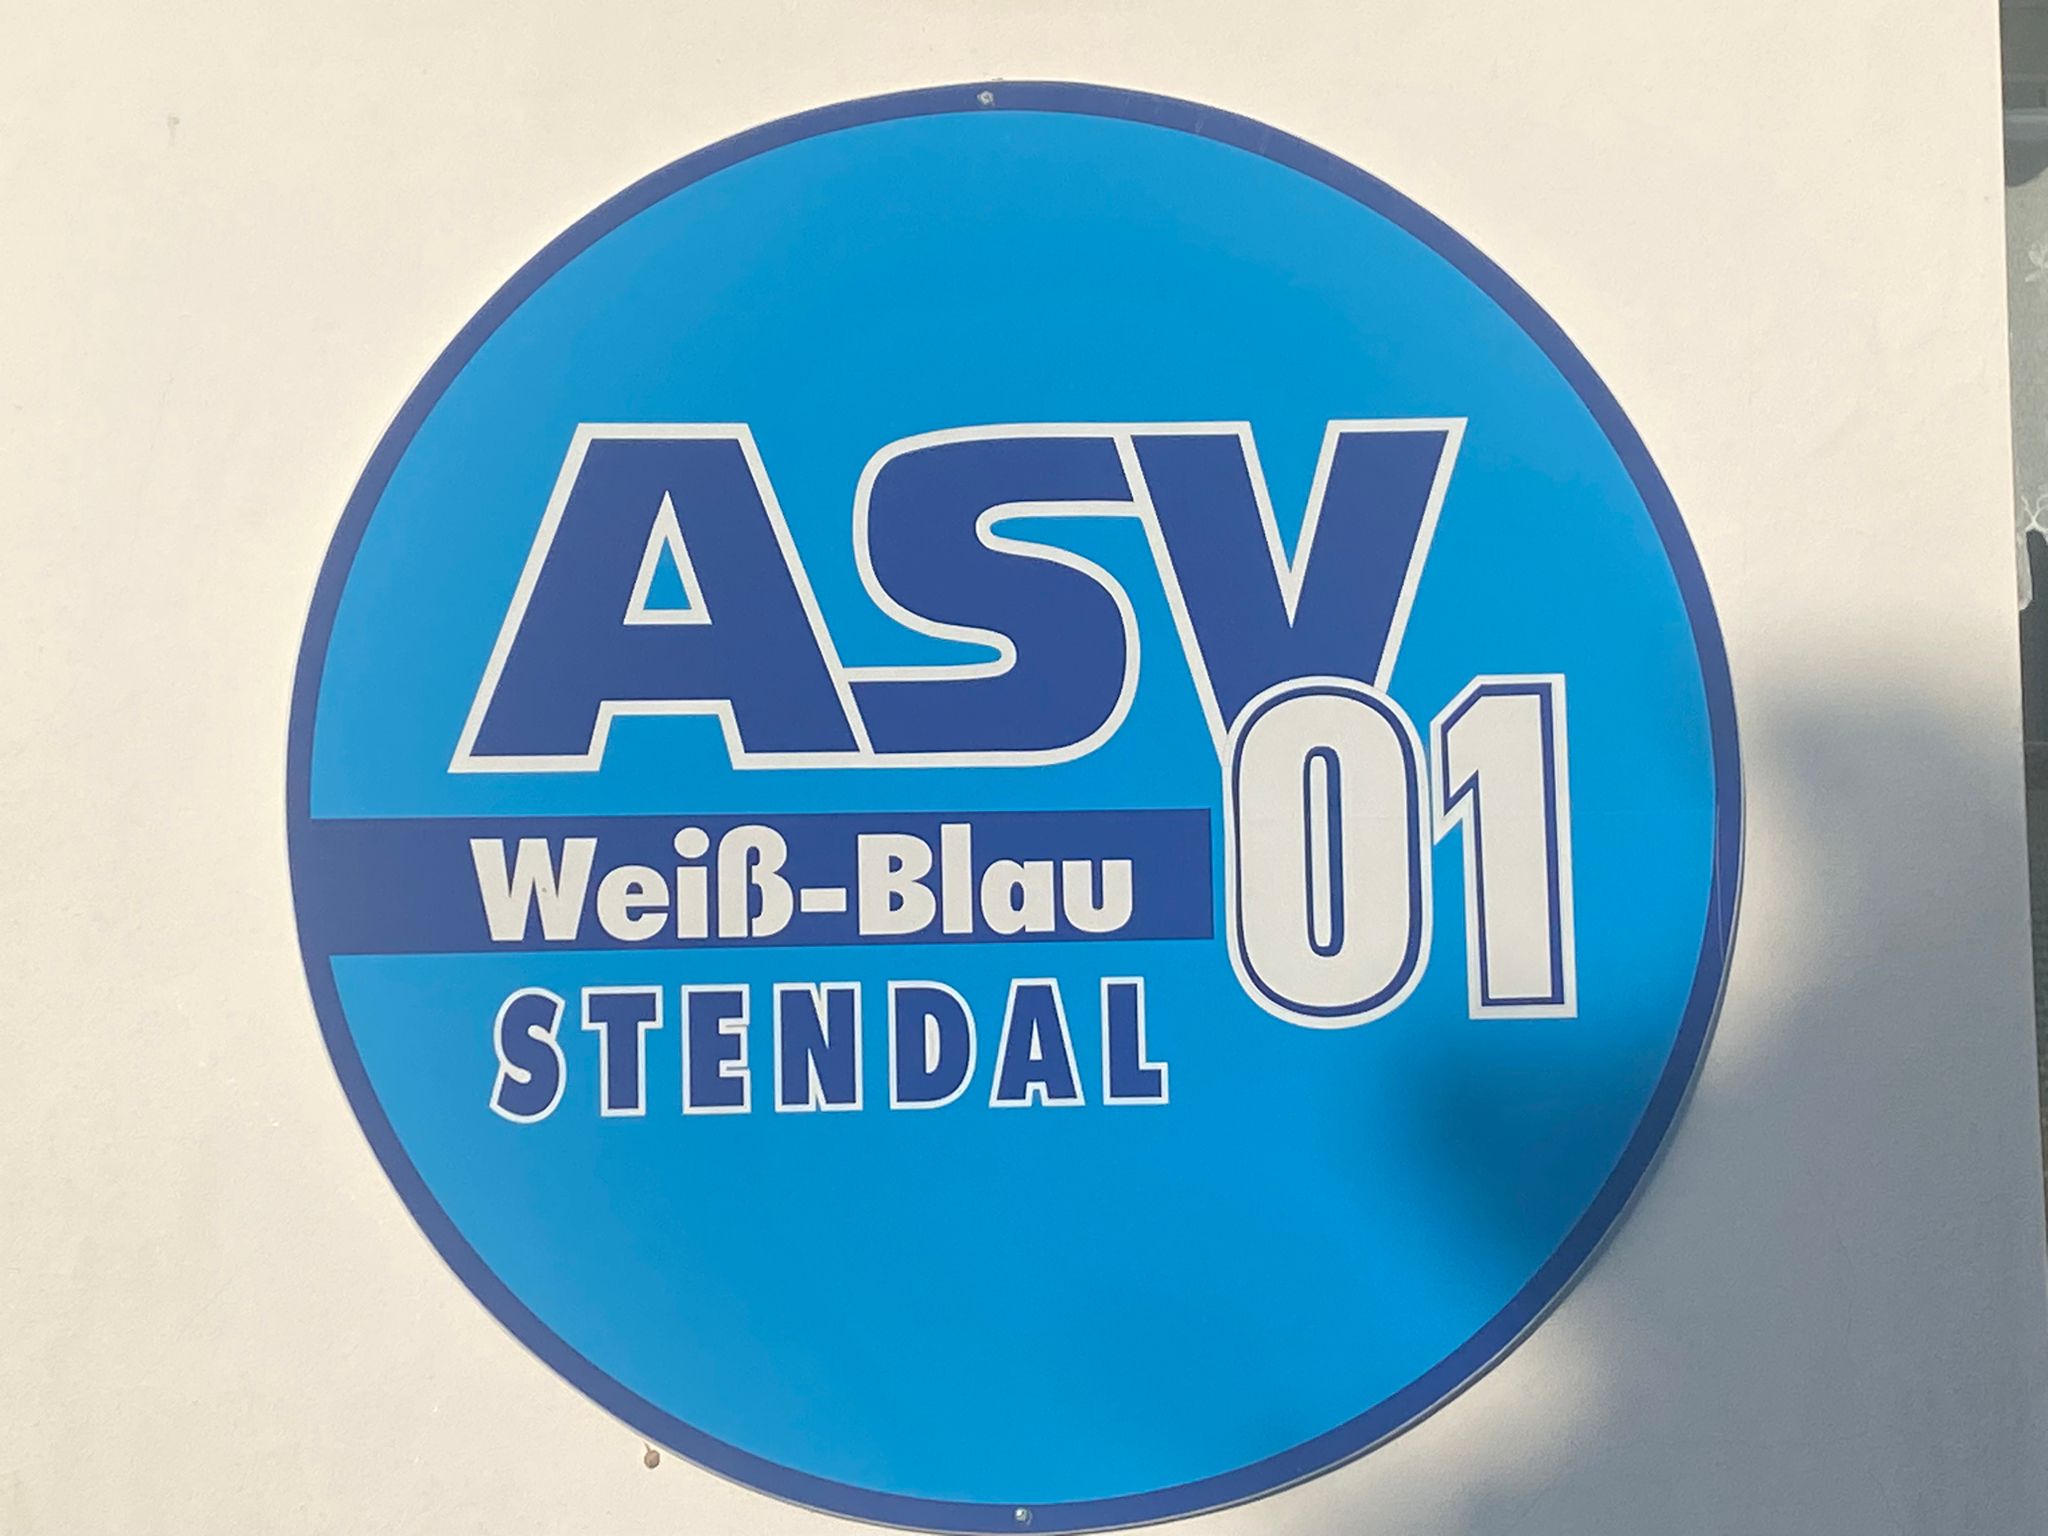 ASV
01
Weiß-Blau
STENDAL